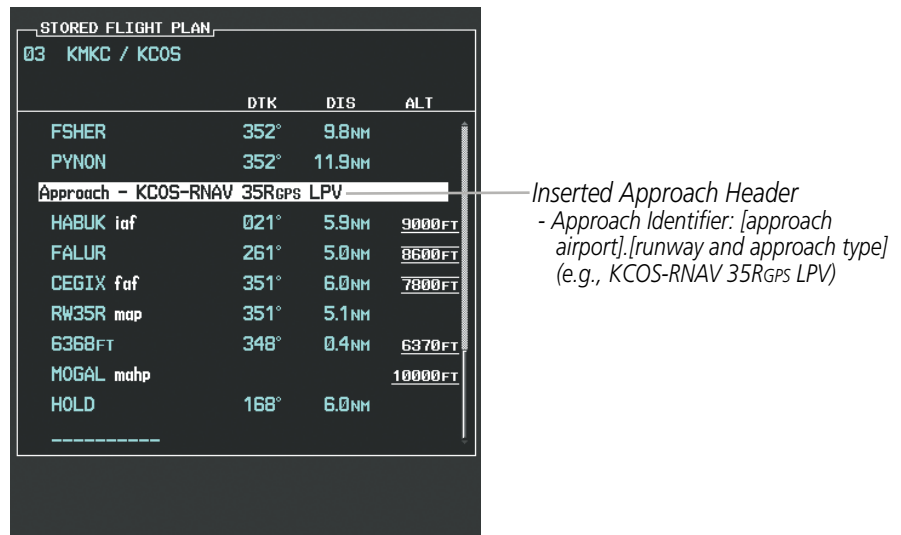 STORED FLIGHT PLAN
03 KMKC / KCOS
DTK DIS ALT
FSHER 352° 9.8NM
PYNON 352° 11.9NM
Approach – KCOS-RNAV 35RGPS LPV
HABUK iaf 021° 5.9NM 9000FT
FALUR 261° 5.0NM 8600FT
CEGIX faf 351° 6.0NM 7800FT
RW35R map 351° 5.1NM
6368FT 348° 0.4NM 6370FT
MOGAL mahp 10000FT
HOLD 168° 6.0NM
__________
Inserted Approach Header
- Approach Identifier: [approach
airport].[runway and approach type]
(e.g., KCOS-RNAV 35RGPS LPV)